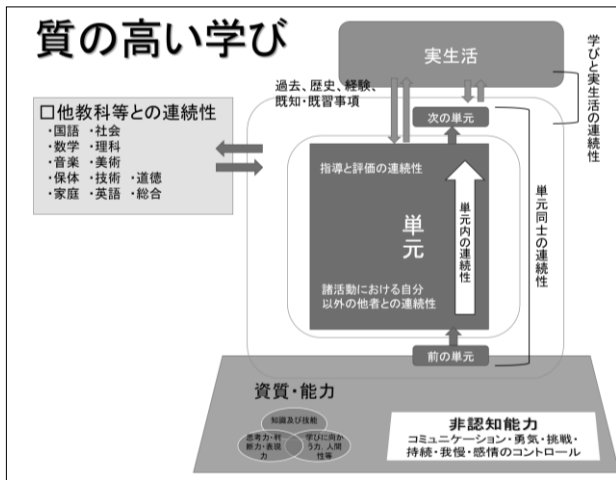 質の高い学び
実生活
学びと実生活の連続性
過去、歴史、経験、
既知・既習事項
□他教科等との連続性
・国語 ・社会
・数学 ・理科
・音楽 ・美術
・保体 ・技術 ・道徳
・家庭 ・英語 ・総合
次の単元
指導と評価の連続性
単元
単元内の連続性
単元同士の連続性
諸活動における自分
以外の他者との連続性
前の単元
資質・能力
知識及び技能
思考力・判
断力・表現
力
学びに向か
う力、人間
性等
非認知能力
コミュニケーション・勇気・挑戦・
持続・我慢・感情のコントロール